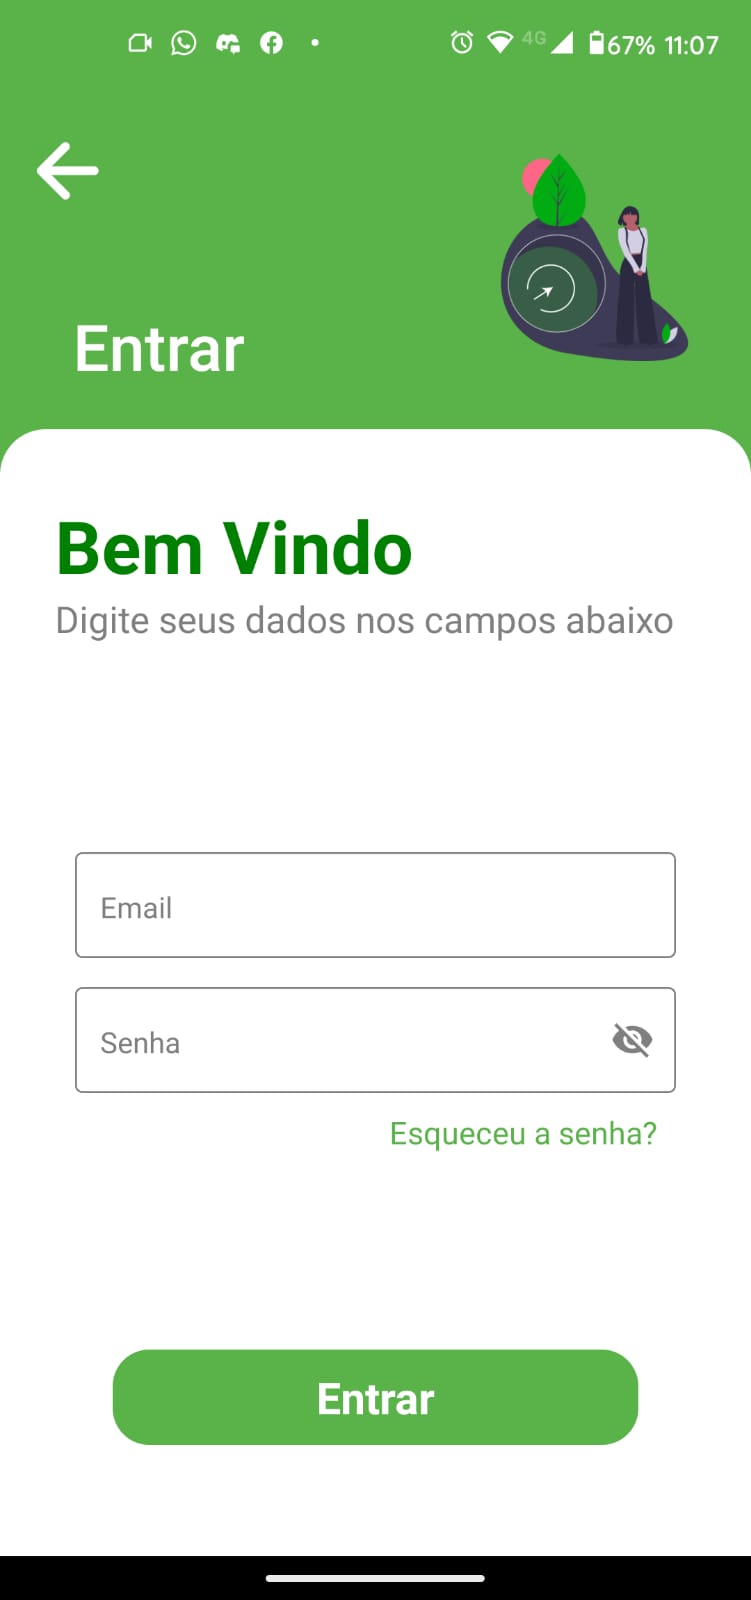 4G 67% 11:07
Entrar
Bem Vindo
Digite seus dados nos campos abaixo
Email
Senha
Esqueceu a senha?
Entrar